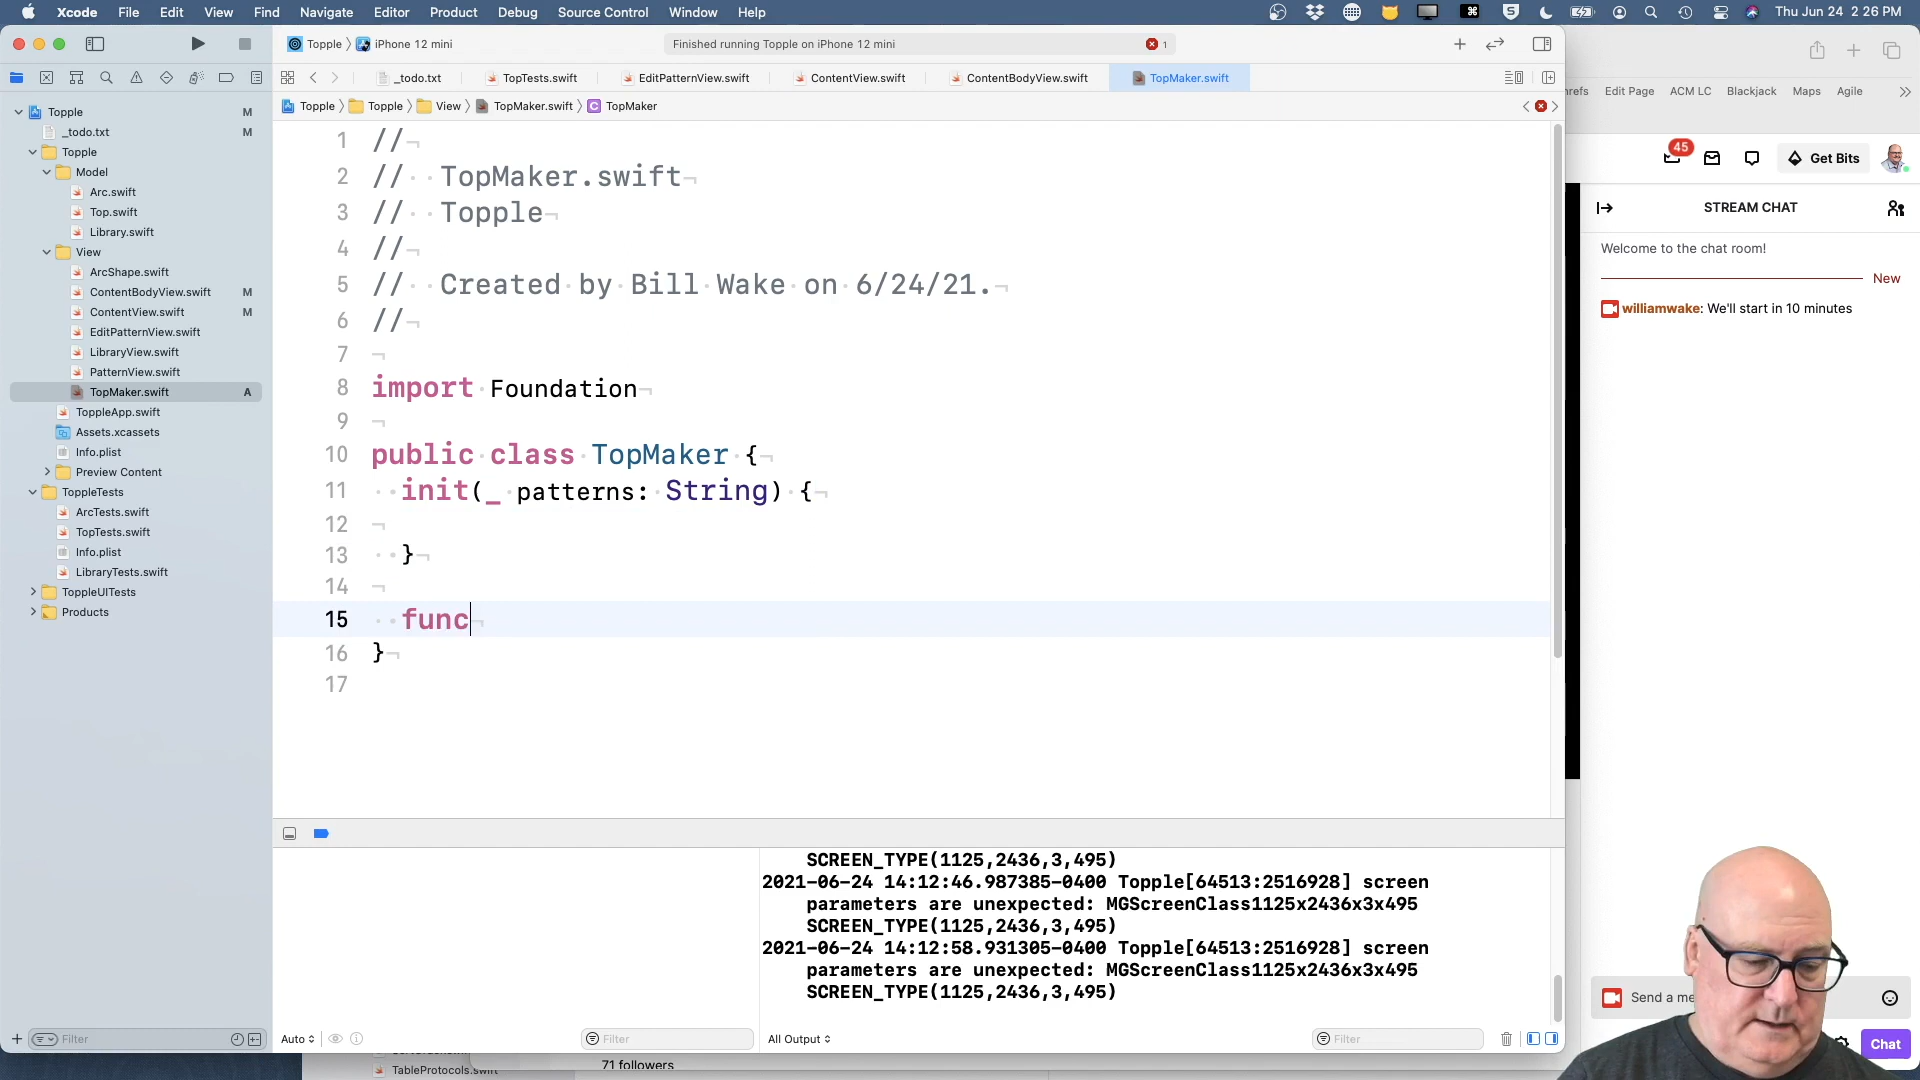 Xcode File Edit View Find Navigate Editor Product Debug Source Control Window Help Thu Jun 24 2 26 PM
Topple iPhone 12 mini Finished running Topple on iPhone 12 mini 1
_todo.txt TopTests.swift EditPatternView.swift ContentView.swift ContentBodyView.swift TopMaker.swift
Topple Topple View TopMaker.swift C TopMaker
Edit Page ACM LC Blackjack Maps Agile
Topple M
_todo.txt M
Topple
Model
Arc.swift
Top.swift
Library.swift
View
ArcShape.swift
ContentBodyView.swift M
ContentView.swift M
EditPatternView.swift
LibraryView.swift
PatternView.swift
TopMaker.swift A
ToppleApp.swift
Assets.xcassets
Info.plist
Preview Content
ToppleTests
ArcTests.swift
TopTests.swift
Info.plist
LibraryTests.swift
ToppleUITests
Products
Filter
1 //
2 // TopMaker.swift
3 // Topple
4 //
5 // Created by Bill Wake on 6/24/21.
6 //
7
8 import Foundation
9
10 public class TopMaker {
11 init(_ patterns: String) {
12
13 }
14
15 func
16 }
17
SCREEN_TYPE(1125,2436,3,495)
2021-06-24 14:12:46.987385-0400 Topple[64513:2516928] screen
parameters are unexpected: MGScreenClass1125x2436x3x495
SCREEN_TYPE(1125,2436,3,495)
2021-06-24 14:12:58.931305-0400 Topple[64513:2516928] screen
parameters are unexpected: MGScreenClass1125x2436x3x495
SCREEN_TYPE(1125,2436,3,495)
Auto Filter All Output Filter
TableProtocols.swift 71 followers
45 Get Bits
STREAM CHAT
Welcome to the chat room!
New
williamwake: We'll start in 10 minutes
Send a me
Chat